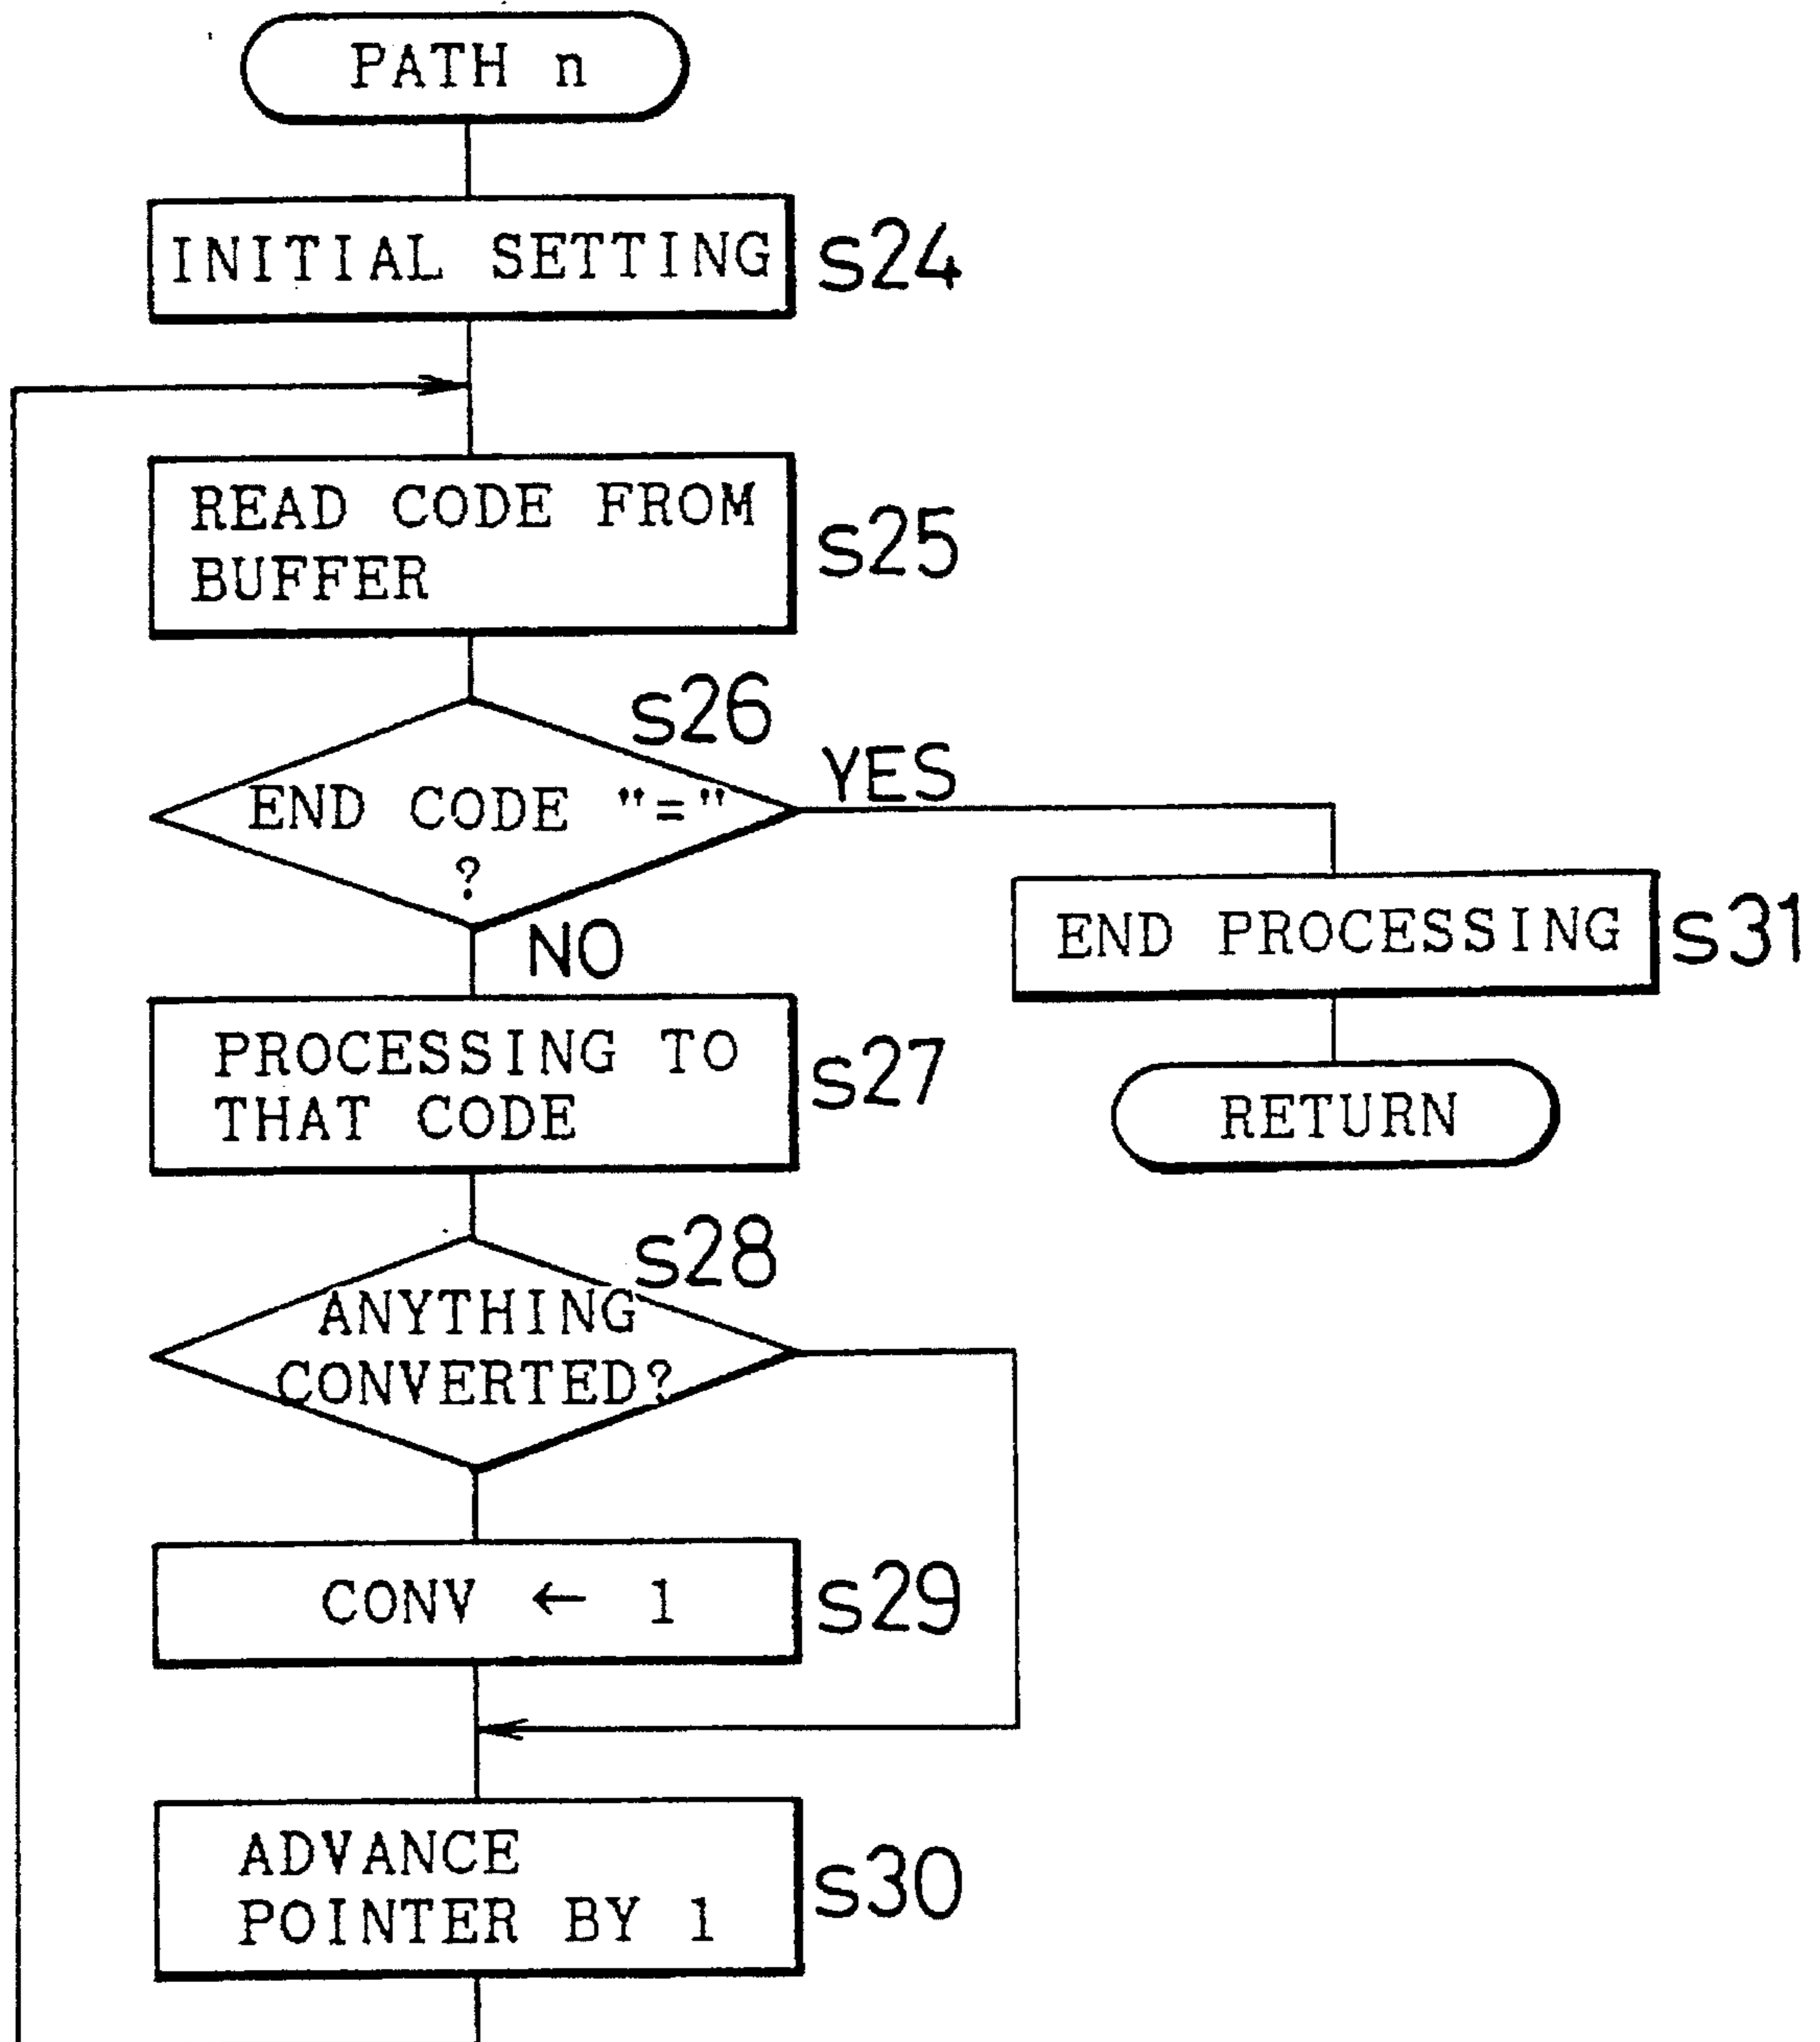 PATH n
INITIAL SETTING
s24
READ CODE FROM
BUFFER
s25
s26
END CODE "="
?
YES
NO
END PROCESSING
s31
PROCESSING TO
THAT CODE
s27
RETURN
s28
ANYTHING
CONVERTED?
CONV ← 1
s29
ADVANCE
POINTER BY 1
s30